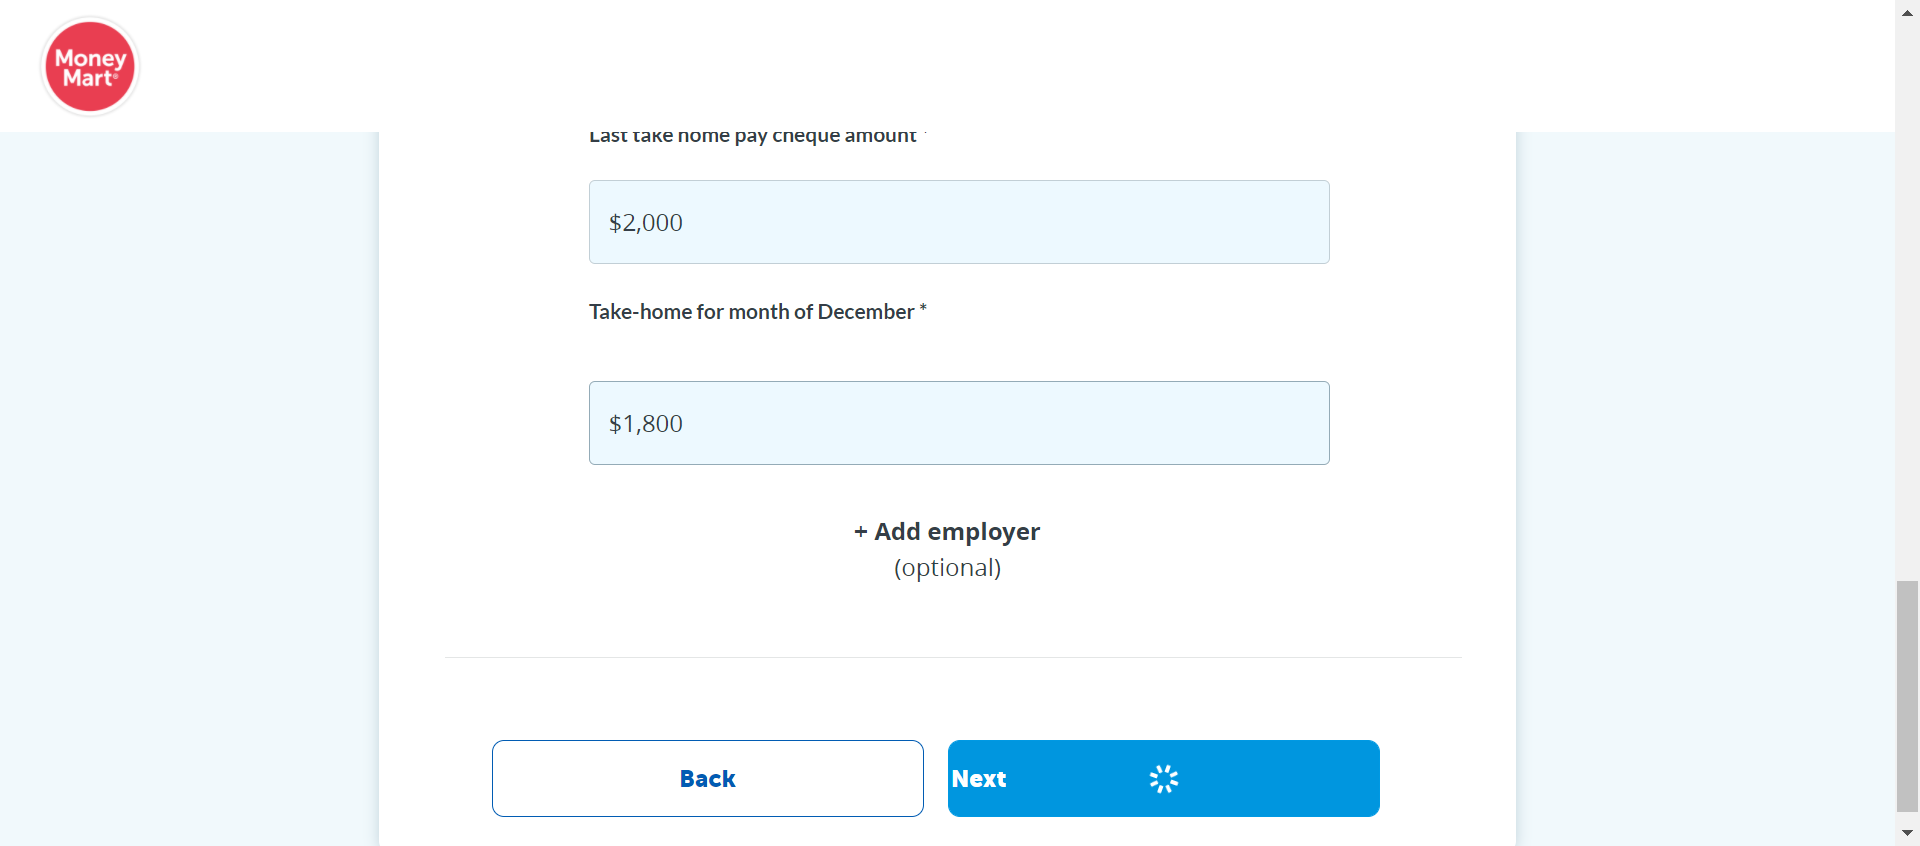 Money
Mart®
Last take home pay cheque amount *
$2,000
Take-home for month of December *
$1,800
+ Add employer
(optional)
Back
Next